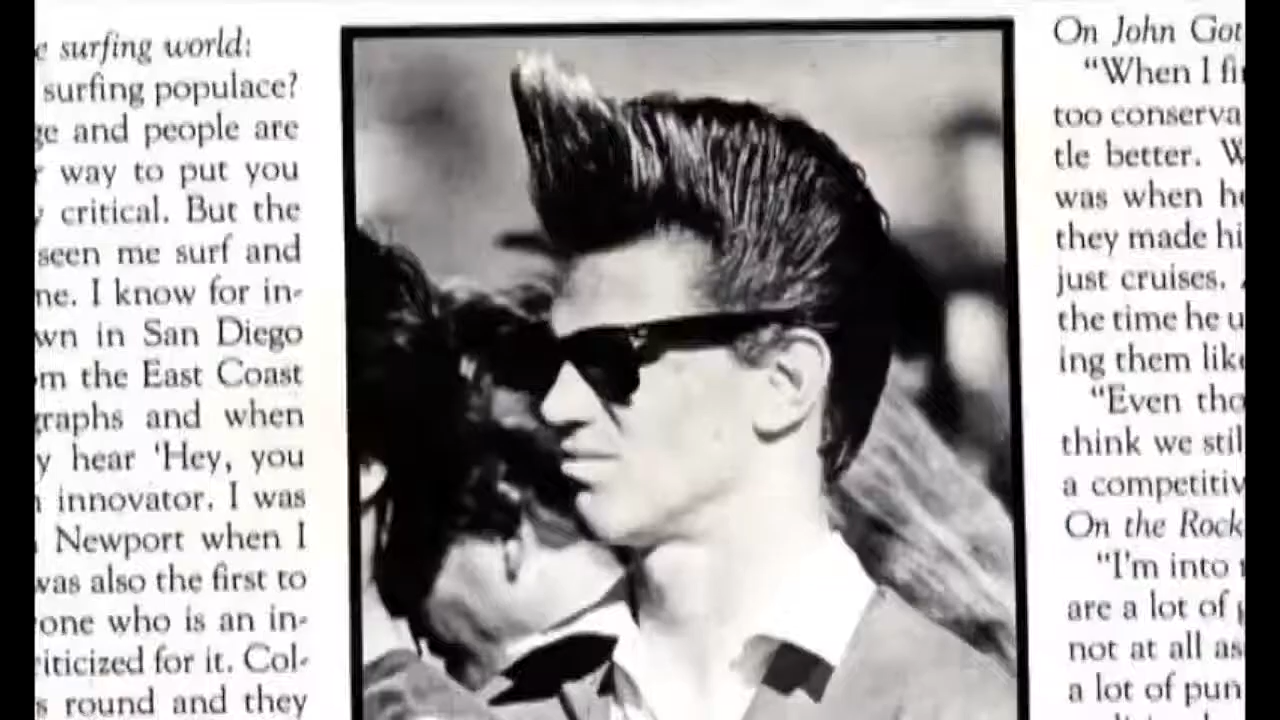 e surfing world:
surfing populace?
ge and people are
way to put you
critical. But the
seen me surf and
me. I know for in-
wn in San Diego
om the East Coast
graphs and when
y hear 'Hey, you
innovator. I was
Newport when I
was also the first to
one who is an in-
riticized for it. Col-
s round and they
On John Got
"When I fi
too conserva
tle better. W
was when he
they made hi
just cruises.
the time he u
ing them like
"Even tho
think we stil
a competitiv
On the Rock
"I'm into
are a lot of
not at all as
a lot of pun